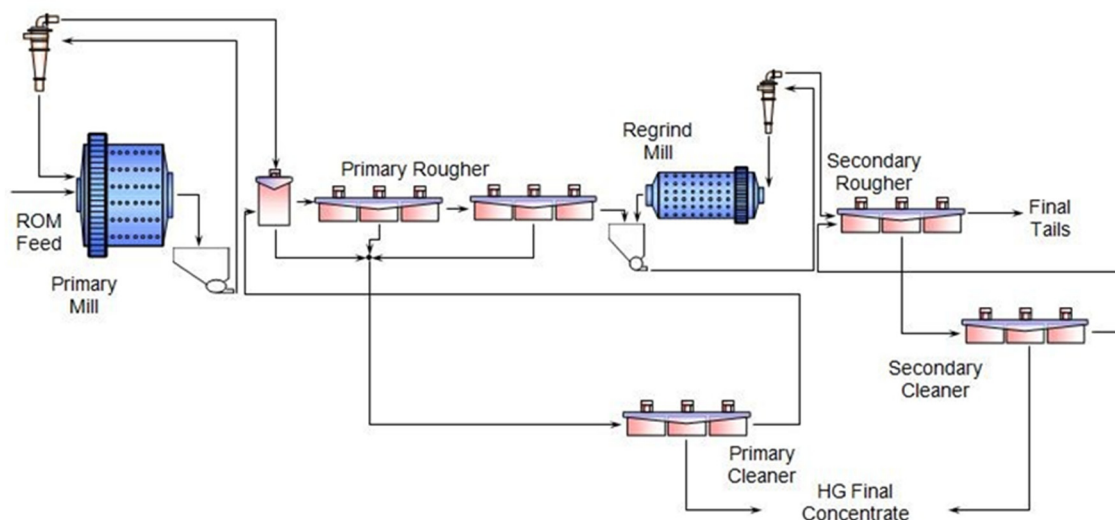 ROM
Feed
Primary
Mill
Primary Rougher
Regrind
Mill
Secondary
Rougher
Final
Tails
Secondary
Cleaner
Primary
Cleaner
HG Final
Concentrate